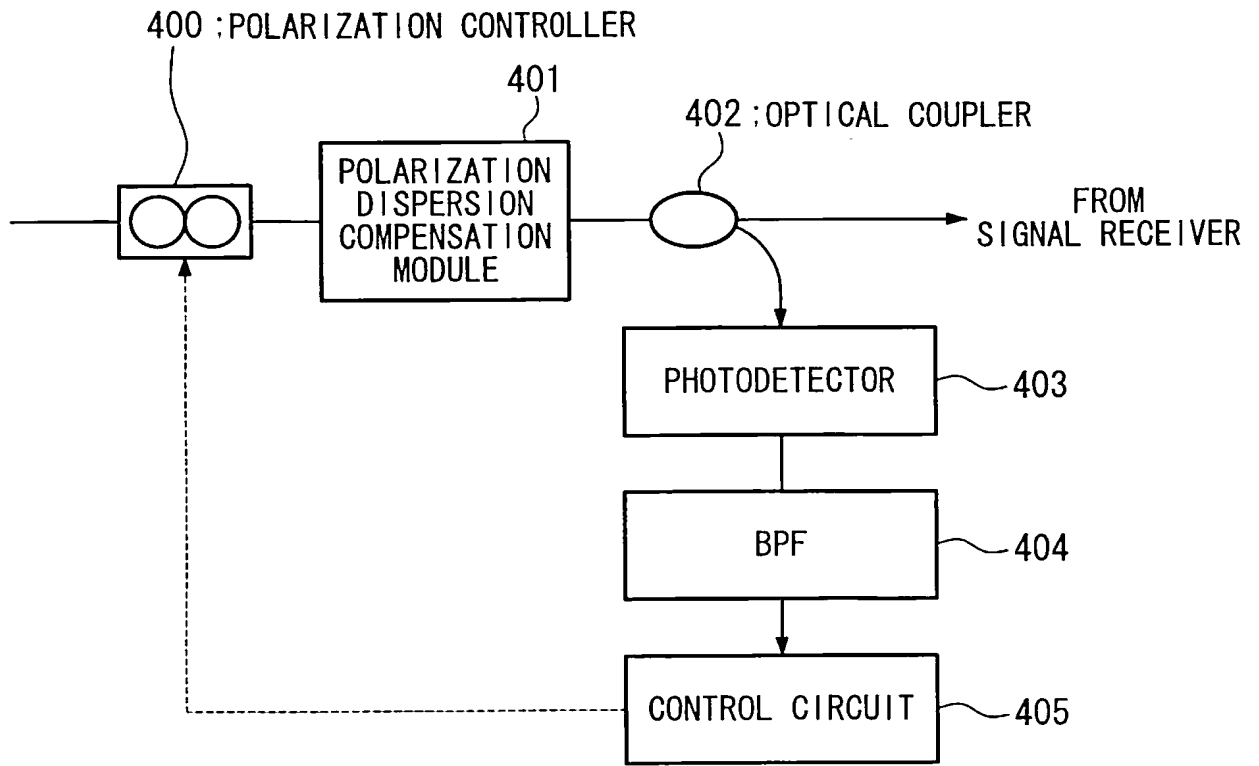 400 ;POLARIZATION CONTROLLER
401
402 ;OPTICAL COUPLER
POLARIZATION
DISPERSION
COMPENSATION
MODULE
FROM
SIGNAL RECEIVER
PHOTODETECTOR
403
BPF
404
CONTROL CIRCUIT
405